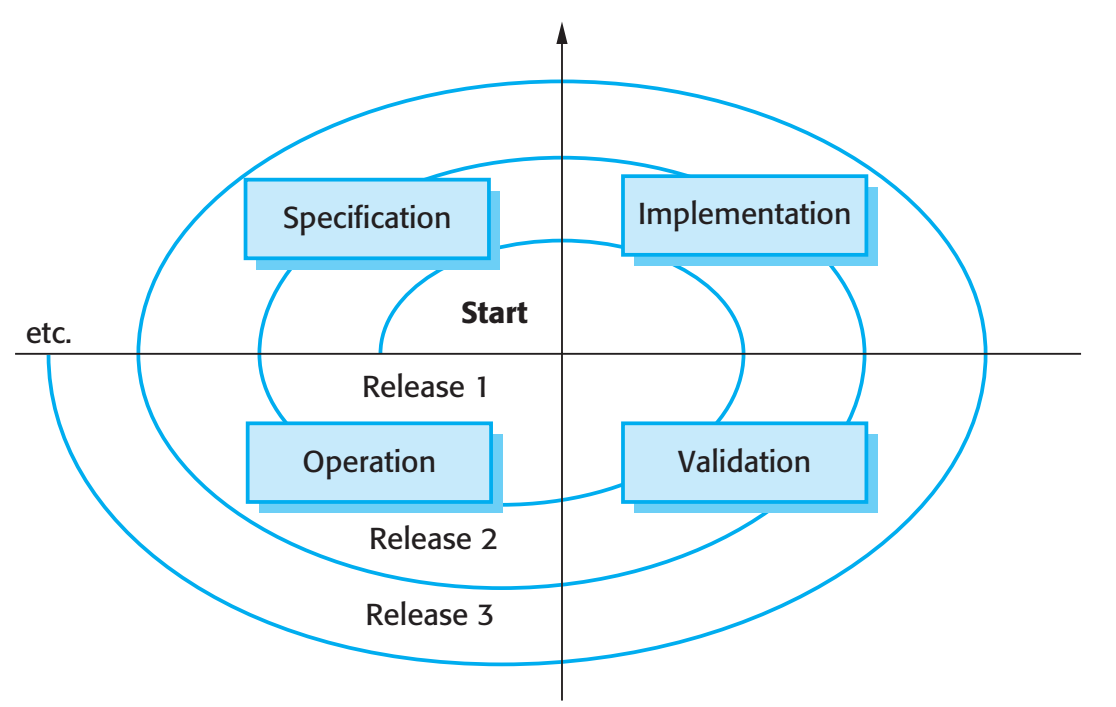 Specification
Implementation
Start
etc.
Release 1
Operation
Validation
Release 2
Release 3